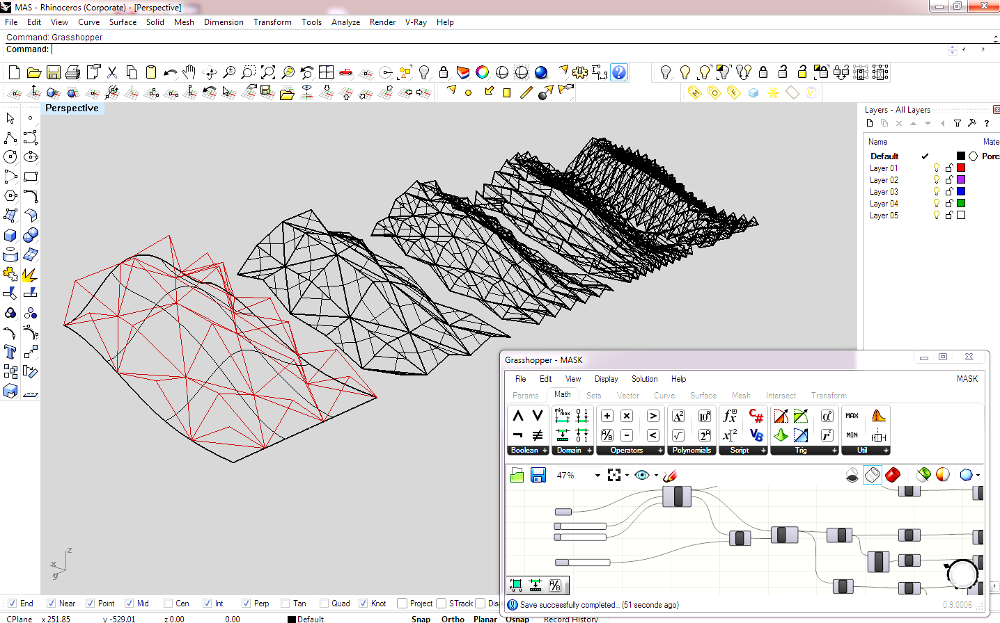 MAS - Rhinoceros (Corporate) - [Perspective]
File Edit View Curve Surface Solid Mesh Dimension Transform Tools Analyze Render V-Ray Help
Command: Grasshopper
Command:
Perspective
Layers - All Layers
Name Mate
Default Porc
Layer 01
Layer 02
Layer 03
Layer 04
Layer 05
z
x
y
Grasshopper - MASK
File Edit View Display Solution Help MASK
Params Math Sets Vector Curve Surface Mesh Intersect Transform
MAX
MIN
Boolean Domain Operators Polynomials Script Trig Util
47%
Save successfully completed... (51 seconds ago) 0.9.0006
End Near Point Mid Cen Int Perp Tan Quad Knot Project STrack Disa
CPlane x 251.85 y -529.01 z 0.00 0.00 Default Snap Ortho Planar Osnap Record History